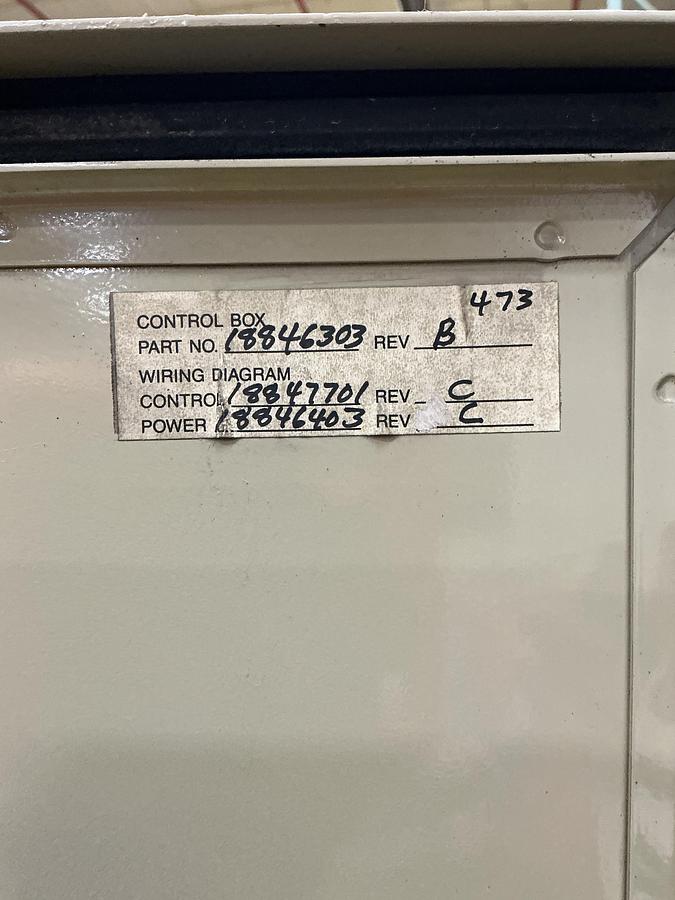 473
CONTROL BOX
PART NO. 18846303 REV B
WIRING DIAGRAM
CONTROL 18847701 REV C
POWER 18846403 REV C